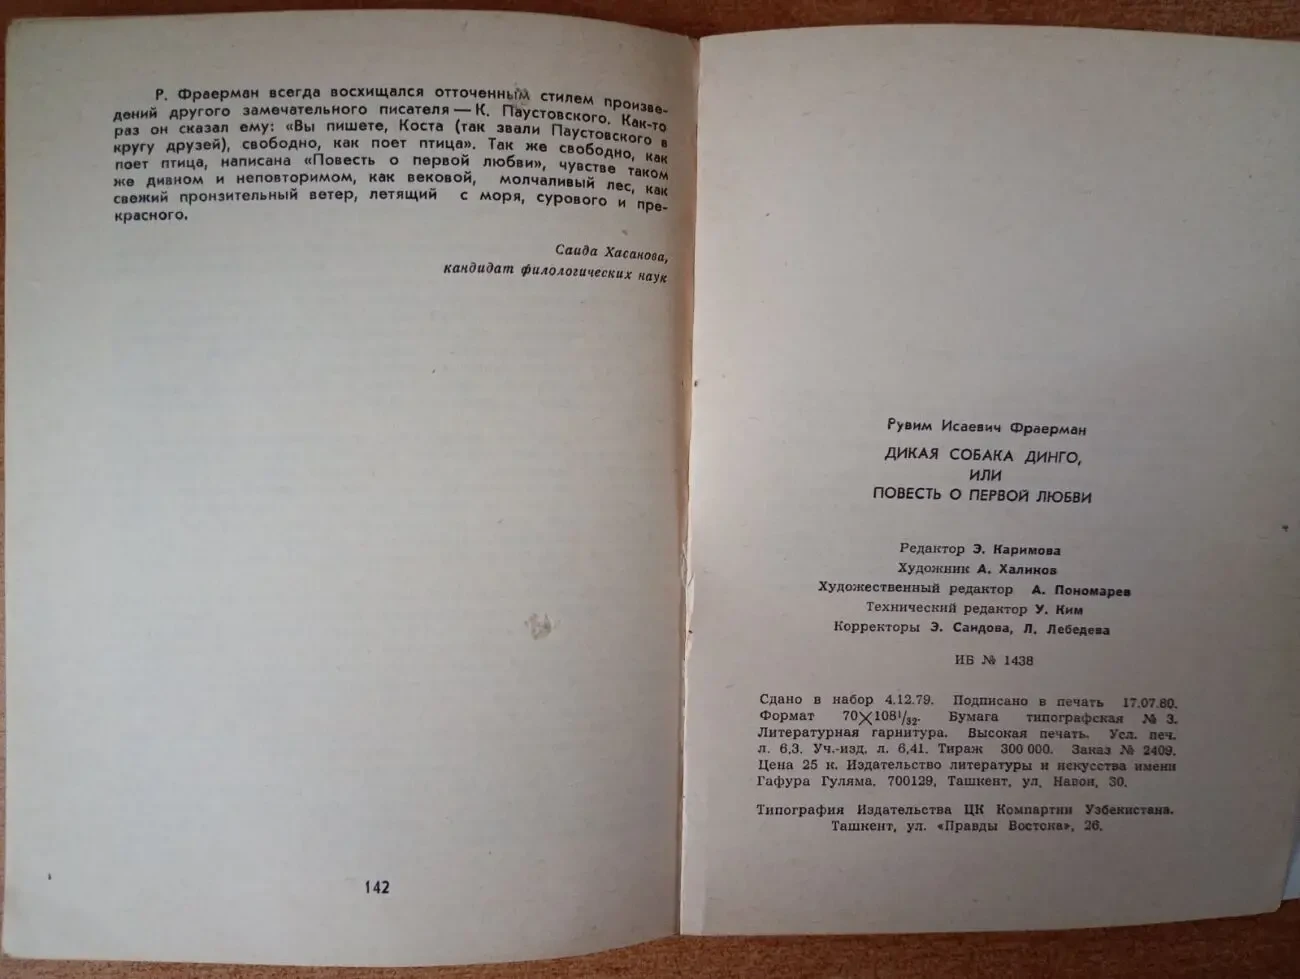 Р. Фраерман всегда восхищался отточенным стилем произве-
дений другого замечательного писателя — К. Паустовского. Как-то
раз он сказал ему: «Вы пишете, Коста (так звали Паустовского в
кругу друзей), свободно, как поет птица». Так же свободно, как
поет птица, написана «Повесть о первой любви», чувстве таком
же дивном и неповторимом, как вековой, молчаливый лес, как
свежий пронзительный ветер, летящий с моря, сурового и пре-
красного.
Саида Хасанова,
кандидат филологических наук
142
Рувим Исаевич Фраерман
ДИКАЯ СОБАКА ДИНГО,
ИЛИ
ПОВЕСТЬ О ПЕРВОЙ ЛЮБВИ
Редактор Э. Каримова
Художник А. Халиков
Художественный редактор А. Пономарев
Технический редактор У. Ким
Корректоры Э. Саидова, Л. Лебедева
ИБ № 1438
Сдано в набор 4.12.79. Подписано в печать 17.07.80.
Формат 70×108¹/₃₂. Бумага типографская № 3.
Литературная гарнитура. Высокая печать. Усл. печ.
л. 6,3. Уч.-изд. л. 6,41. Тираж 300 000. Заказ № 2409.
Цена 25 к. Издательство литературы и искусства имени
Гафура Гуляма. 700129, Ташкент, ул. Навои, 30.
Типография Издательства ЦК Компартии Узбекистана.
Ташкент, ул. «Правды Востока», 26.